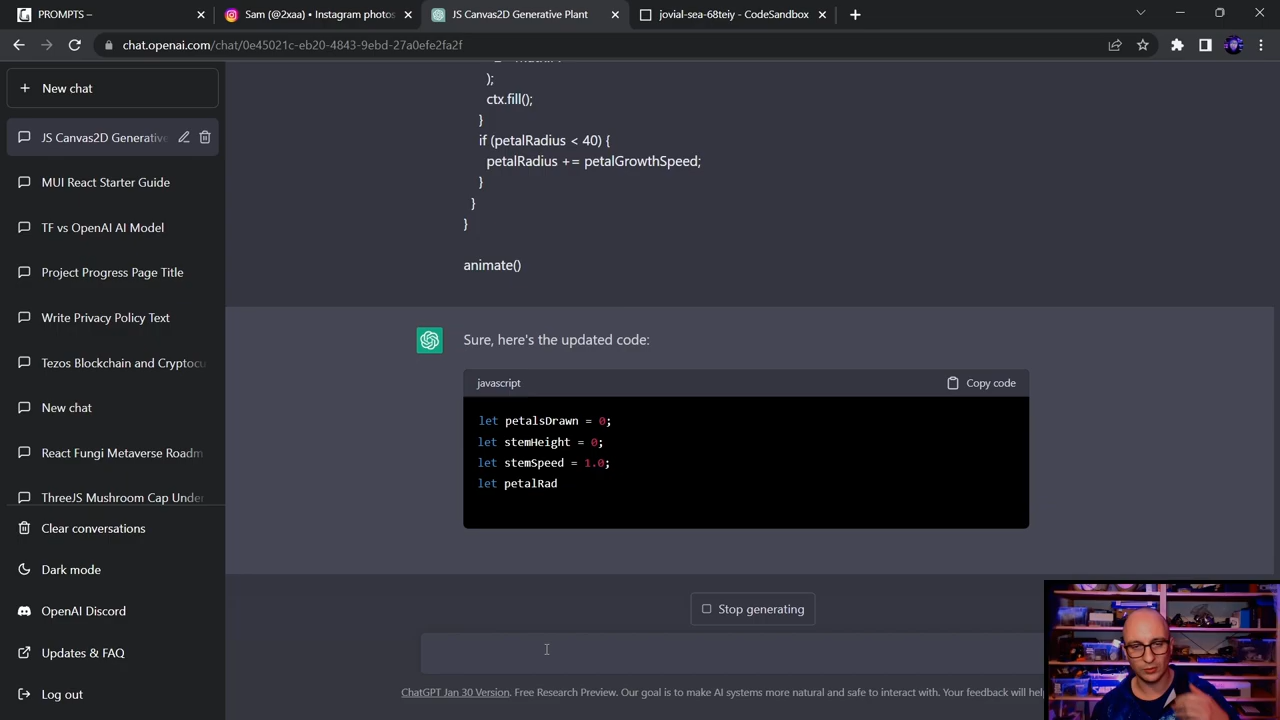 PROMPTS –
Sam (@2xaa) • Instagram photos
JS Canvas2D Generative Plant
jovial-sea-68teiy - CodeSandbox
chat.openai.com/chat/0e45021c-eb20-4843-9ebd-27a0efe2fa2f
New chat
JS Canvas2D Generative
MUI React Starter Guide
TF vs OpenAI AI Model
Project Progress Page Title
Write Privacy Policy Text
Tezos Blockchain and Cryptocu
New chat
React Fungi Metaverse Roadm
ThreeJS Mushroom Cap Under
Clear conversations
Dark mode
OpenAI Discord
Updates & FAQ
Log out
);
ctx.fill();
}
if (petalRadius < 40) {
petalRadius += petalGrowthSpeed;
}
}
}
animate()
Sure, here's the updated code:
javascript
Copy code
let petalsDrawn = 0;
let stemHeight = 0;
let stemSpeed = 1.0;
let petalRad
Stop generating
ChatGPT Jan 30 Version. Free Research Preview. Our goal is to make AI systems more natural and safe to interact with. Your feedback will hel